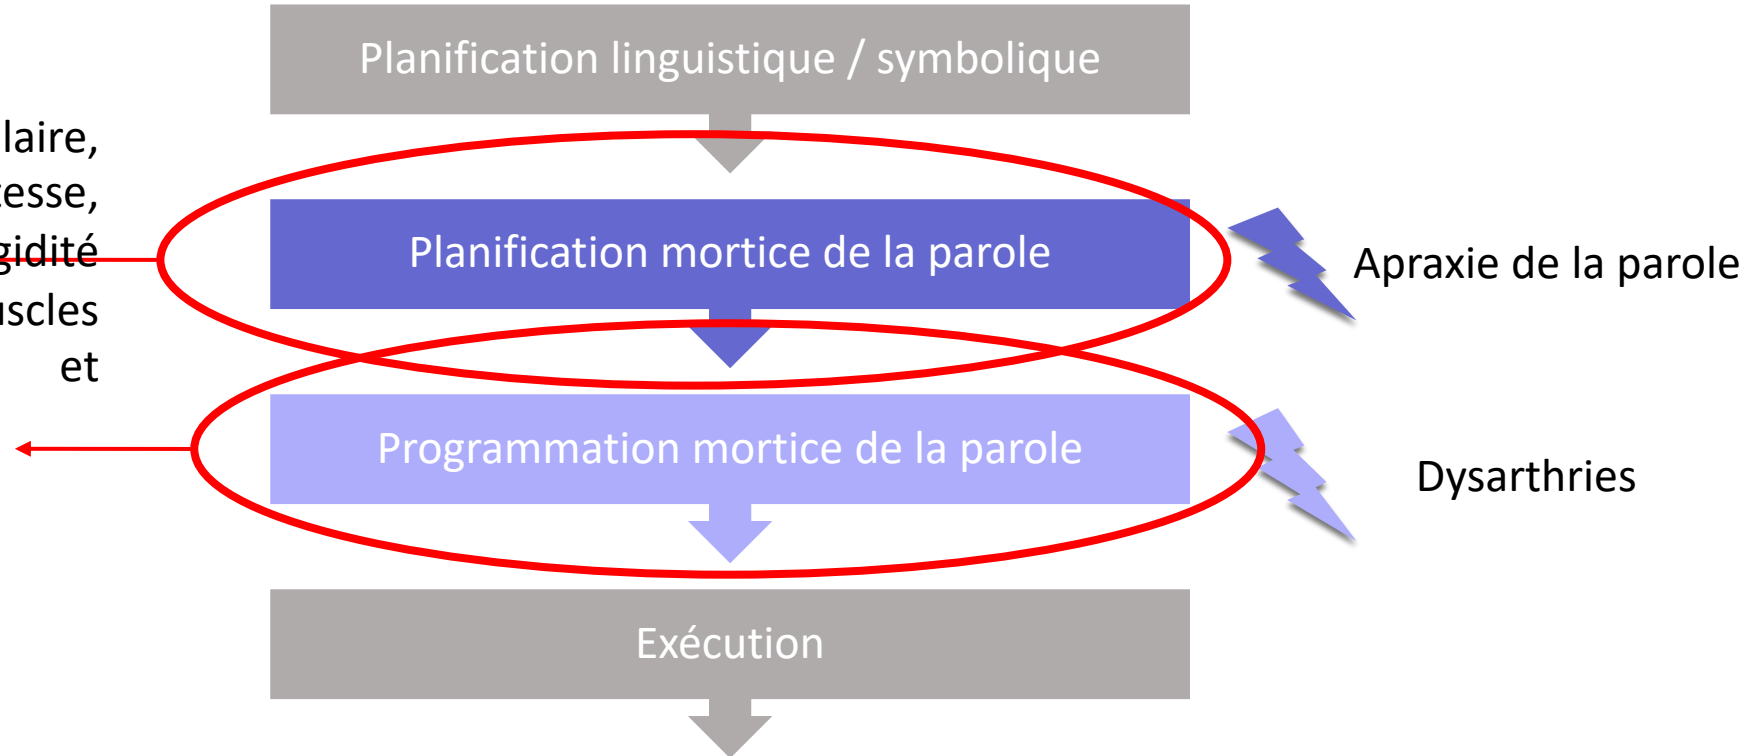 Planification linguistique / symbolique
laire,
esse,
gidité
uscles
et
Planification mortice de la parole
Apraxie de la parole
Programmation mortice de la parole
Dysarthries
Exécution